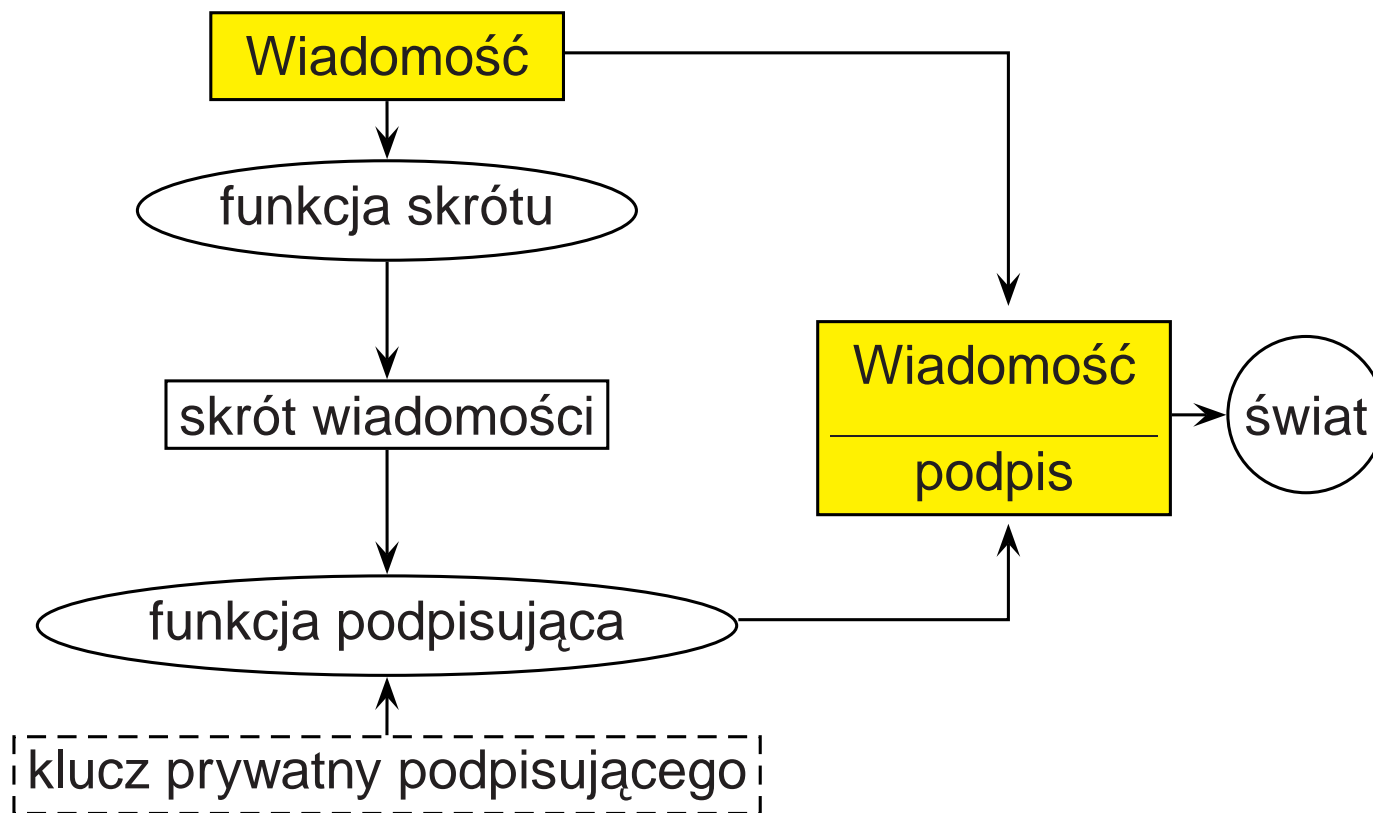 Wiadomość
funkcja skrótu
skrót wiadomości
funkcja podpisująca
klucz prywatny podpisującego
Wiadomość
podpis
świat